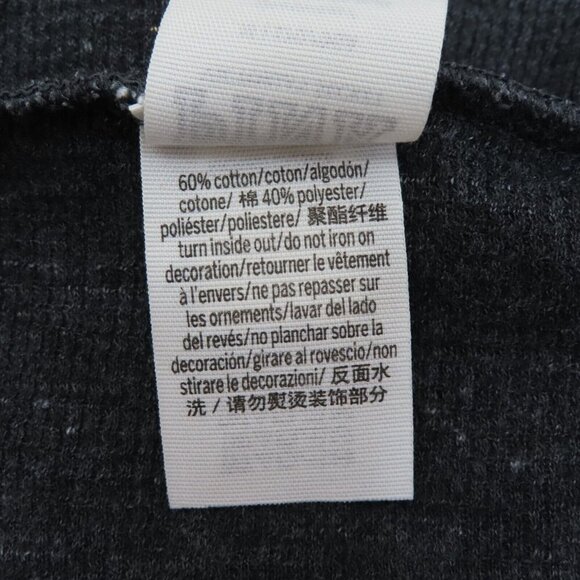 60% cotton/coton/algodón/
cotone/ 棉 40% polyester/
poliéster/poliestere/ 聚酯纤维
turn inside out/do not iron on
decoration/retourner le vêtement
à l'envers/ne pas repasser sur
les ornements/lavar del lado
del revés/no planchar sobre la
decoración/girare al rovescio/non
stirare le decorazioni/ 反面水
洗 / 请勿熨烫装饰部分